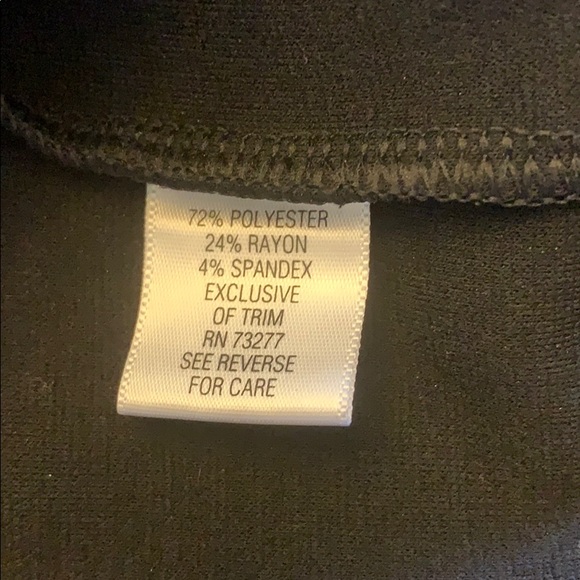 72% POLYESTER
24% RAYON
4% SPANDEX
EXCLUSIVE
OF TRIM
RN 73277
SEE REVERSE
FOR CARE